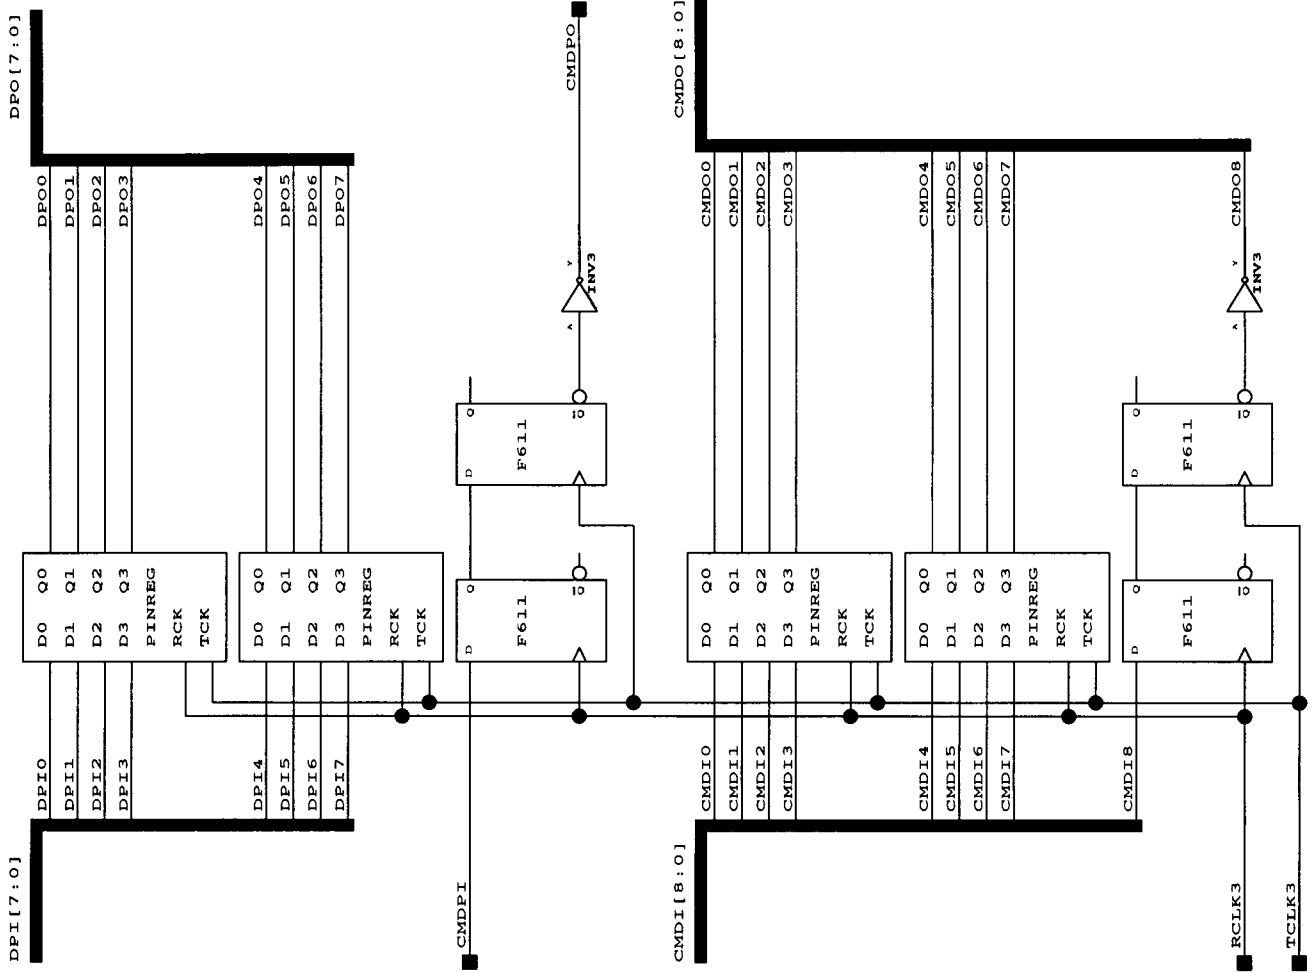 DPO[7:0]
CMDPO
CMDO[8:0]
DPO0
DPO1
DPO2
DPO3
DPO4
DPO5
DPO6
DPO7
CMDO0
CMDO1
CMDO2
CMDO3
CMDO4
CMDO5
CMDO6
CMDO7
CMDO8
Y
INV3
A
Y
INV3
A
Q
IQ
D
F611
Q
IQ
D
F611
D0 Q0
D1 Q1
D2 Q2
D3 Q3
PINREG
RCK
TCK
D0 Q0
D1 Q1
D2 Q2
D3 Q3
PINREG
RCK
TCK
Q
IQ
D
F611
D0 Q0
D1 Q1
D2 Q2
D3 Q3
PINREG
RCK
TCK
D0 Q0
D1 Q1
D2 Q2
D3 Q3
PINREG
RCK
TCK
Q
IQ
D
F611
DPI0
DPI1
DPI2
DPI3
DPI4
DPI5
DPI6
DPI7
CMDI0
CMDI1
CMDI2
CMDI3
CMDI4
CMDI5
CMDI6
CMDI7
CMDI8
DPI[7:0]
CMDPI
CMDI[8:0]
RCLK3
TCLK3